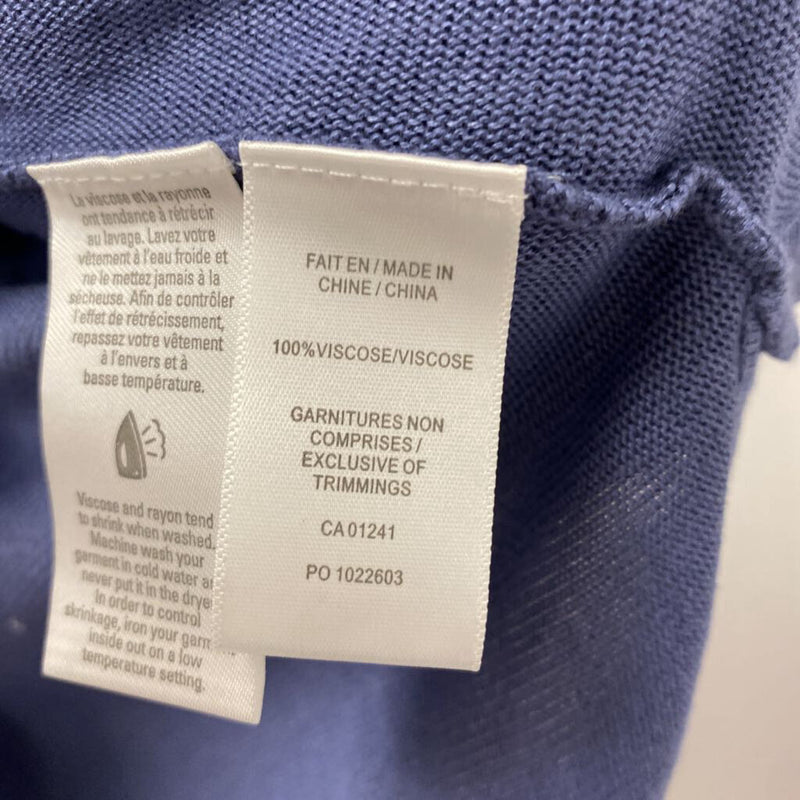 La viscose et la rayonne
ont tendance à rétrécir
au lavage. Lavez votre
vêtement à l'eau froide et
ne le mettez jamais à la
sécheuse. Afin de contrôler
l'effet de rétrécissement,
repassez votre vêtement
à l'envers et à
basse température.
Viscose and rayon tend
to shrink when washed.
Machine wash your
garment in cold water
never put it in the
In order to control
shrinkage, iron your
inside out on a low
temperature setting.
FAIT EN / MADE IN
CHINE / CHINA
100%VISCOSE/VISCOSE
GARNITURES NON
COMPRISES /
EXCLUSIVE OF
TRIMMINGS
CA 01241
PO 1022603